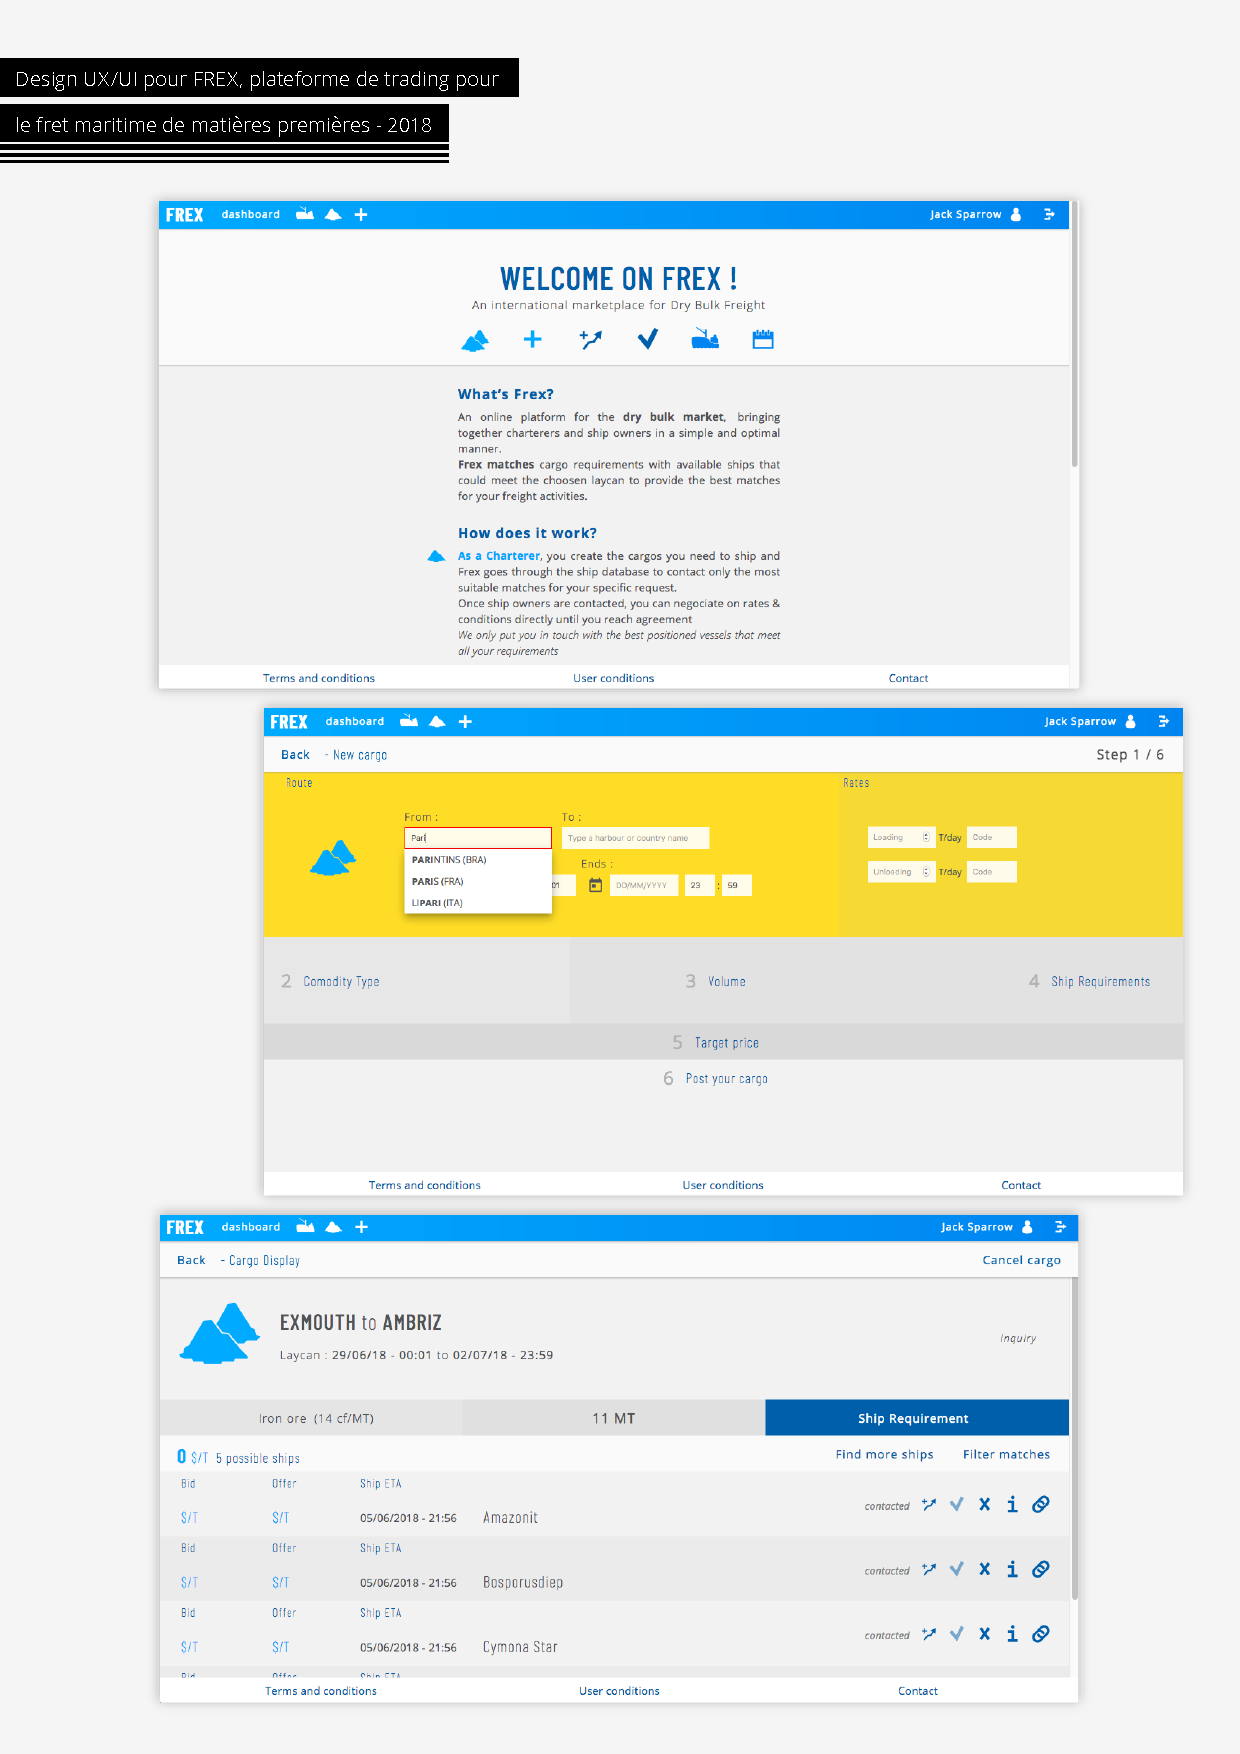 Design UX/UI pour FREX, plateforme de trading pour
le fret maritime de matières premières - 2018
FREX dashboard Jack Sparrow
WELCOME ON FREX !
An international marketplace for Dry Bulk Freight
What's Frex?
An online platform for the dry bulk market, bringing
together charterers and ship owners in a simple and optimal
manner.
Frex matches cargo requirements with available ships that
could meet the choosen laycan to provide the best matches
for your freight activities.
How does it work?
As a Charterer, you create the cargos you need to ship and
Frex goes through the ship database to contact only the most
suitable matches for your specific request.
Once ship owners are contacted, you can negociate on rates &
conditions directly until you reach agreement
We only put you in touch with the best positioned vessels that meet
all your requirements
Terms and conditions User conditions Contact
FREX dashboard Jack Sparrow
Back - New cargo Step 1 / 6
Route Rates
From : To :
Pari Type a harbour or country name Loading T/day Code
PARINTINS (BRA) Ends :
PARIS (FRA) 01 DD/MM/YYYY 23 : 59 Unloading T/day Code
LIPARI (ITA)
2 Comodity Type 3 Volume 4 Ship Requirements
5 Target price
6 Post your cargo
Terms and conditions User conditions Contact
FREX dashboard Jack Sparrow
Back - Cargo Display Cancel cargo
EXMOUTH to AMBRIZ
Inquiry
Laycan : 29/06/18 - 00:01 to 02/07/18 - 23:59
Iron ore (14 cf/MT) 11 MT Ship Requirement
0 $/T 5 possible ships Find more ships Filter matches
Bid Offer Ship ETA
$/T $/T 05/06/2018 - 21:56 Amazonit contacted
Bid Offer Ship ETA
$/T $/T 05/06/2018 - 21:56 Bosporusdiep contacted
Bid Offer Ship ETA
$/T $/T 05/06/2018 - 21:56 Cymona Star contacted
Bid Offer Ship ETA
Terms and conditions User conditions Contact